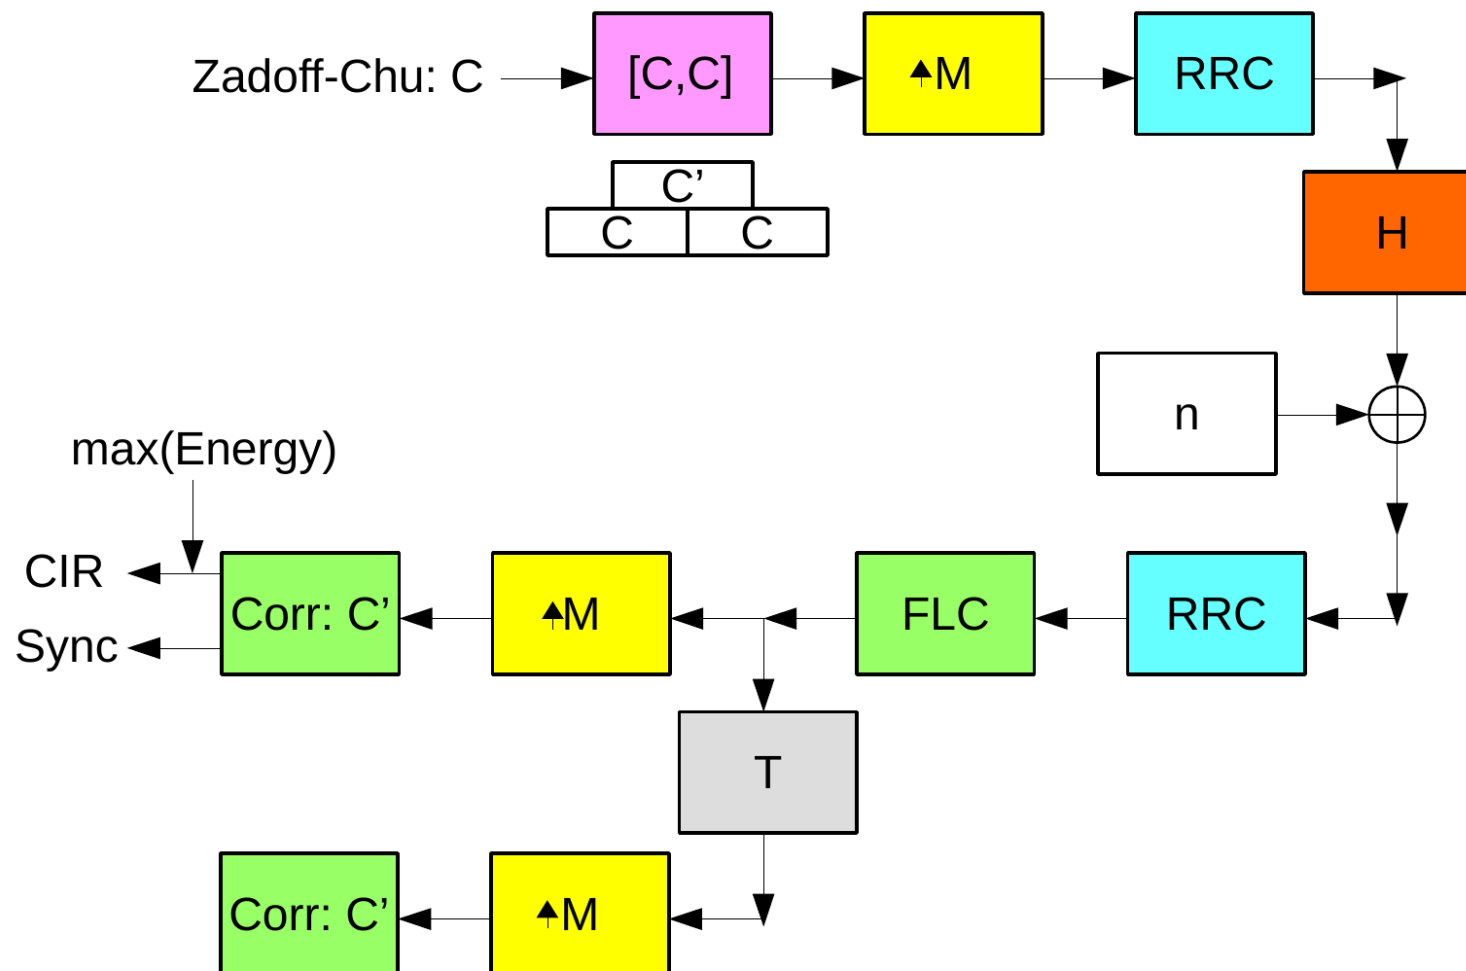 Zadoff-Chu: C
[C,C]
↑M
RRC
C’
C
C
H
n
max(Energy)
CIR
Sync
Corr: C’
↑M
FLC
RRC
T
Corr: C’
↑M